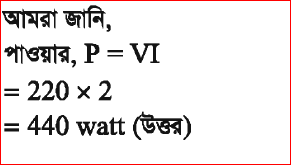 আমরা জানি,
পাওয়ার, P = VI
= 220 × 2
= 440 watt (উত্তর)